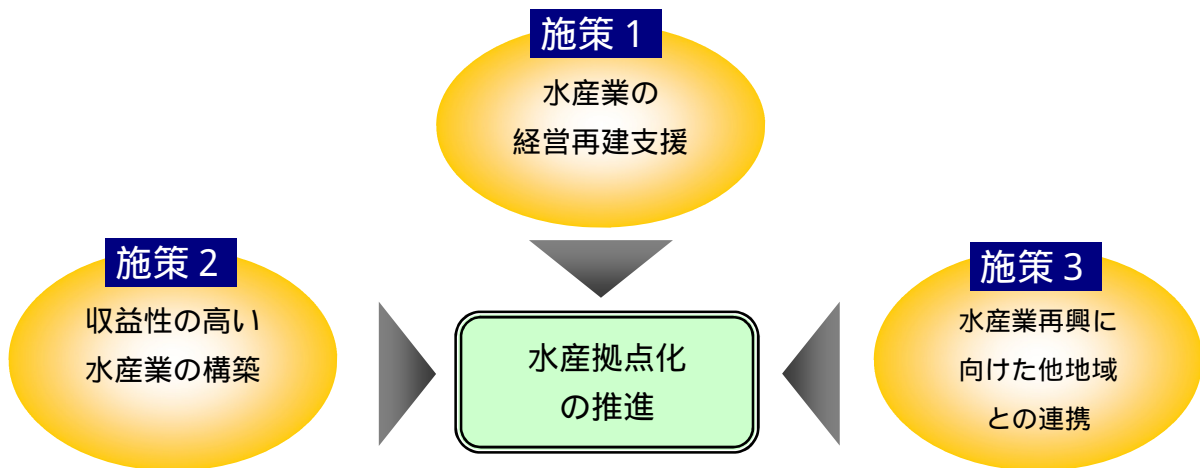 施策 1
水産業の
経営再建支援
施策 2
収益性の高い
水産業の構築
施策 3
水産業再興に
向けた他地域
との連携
水産拠点化
の推進